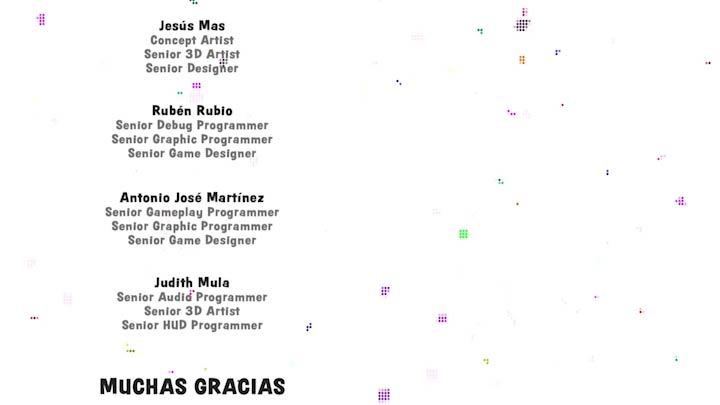 Jesús Mas
Concept Artist
Senior 3D Artist
Senior Designer
Rubén Rubio
Senior Debug Programmer
Senior Graphic Programmer
Senior Game Designer
Antonio José Martínez
Senior Gameplay Programmer
Senior Graphic Programmer
Senior Game Designer
Judith Mula
Senior Audio Programmer
Senior 3D Artist
Senior HUD Programmer
MUCHAS GRACIAS